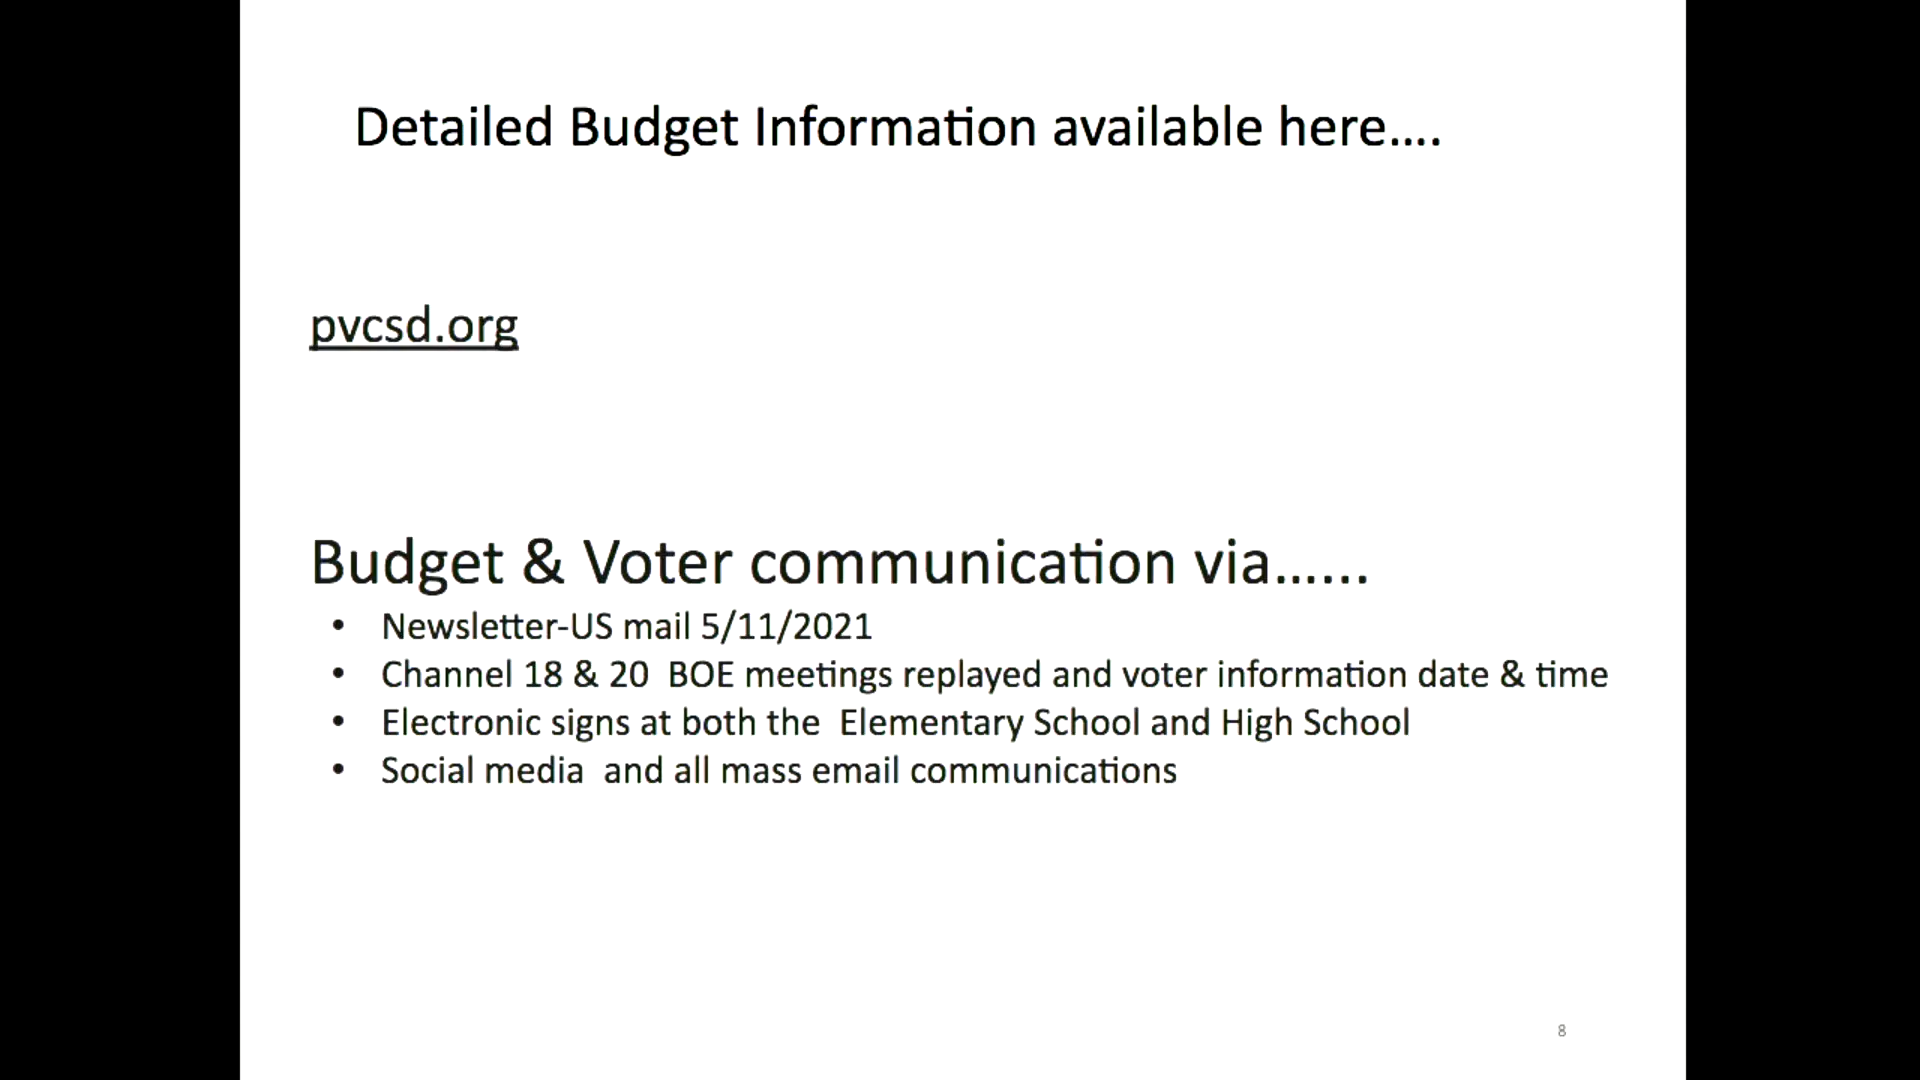 Detailed Budget Information available here....
pvcsd.org
Budget & Voter communication via......
• Newsletter-US mail 5/11/2021
• Channel 18 & 20  BOE meetings replayed and voter information date & time
• Electronic signs at both the  Elementary School and High School
• Social media  and all mass email communications
8